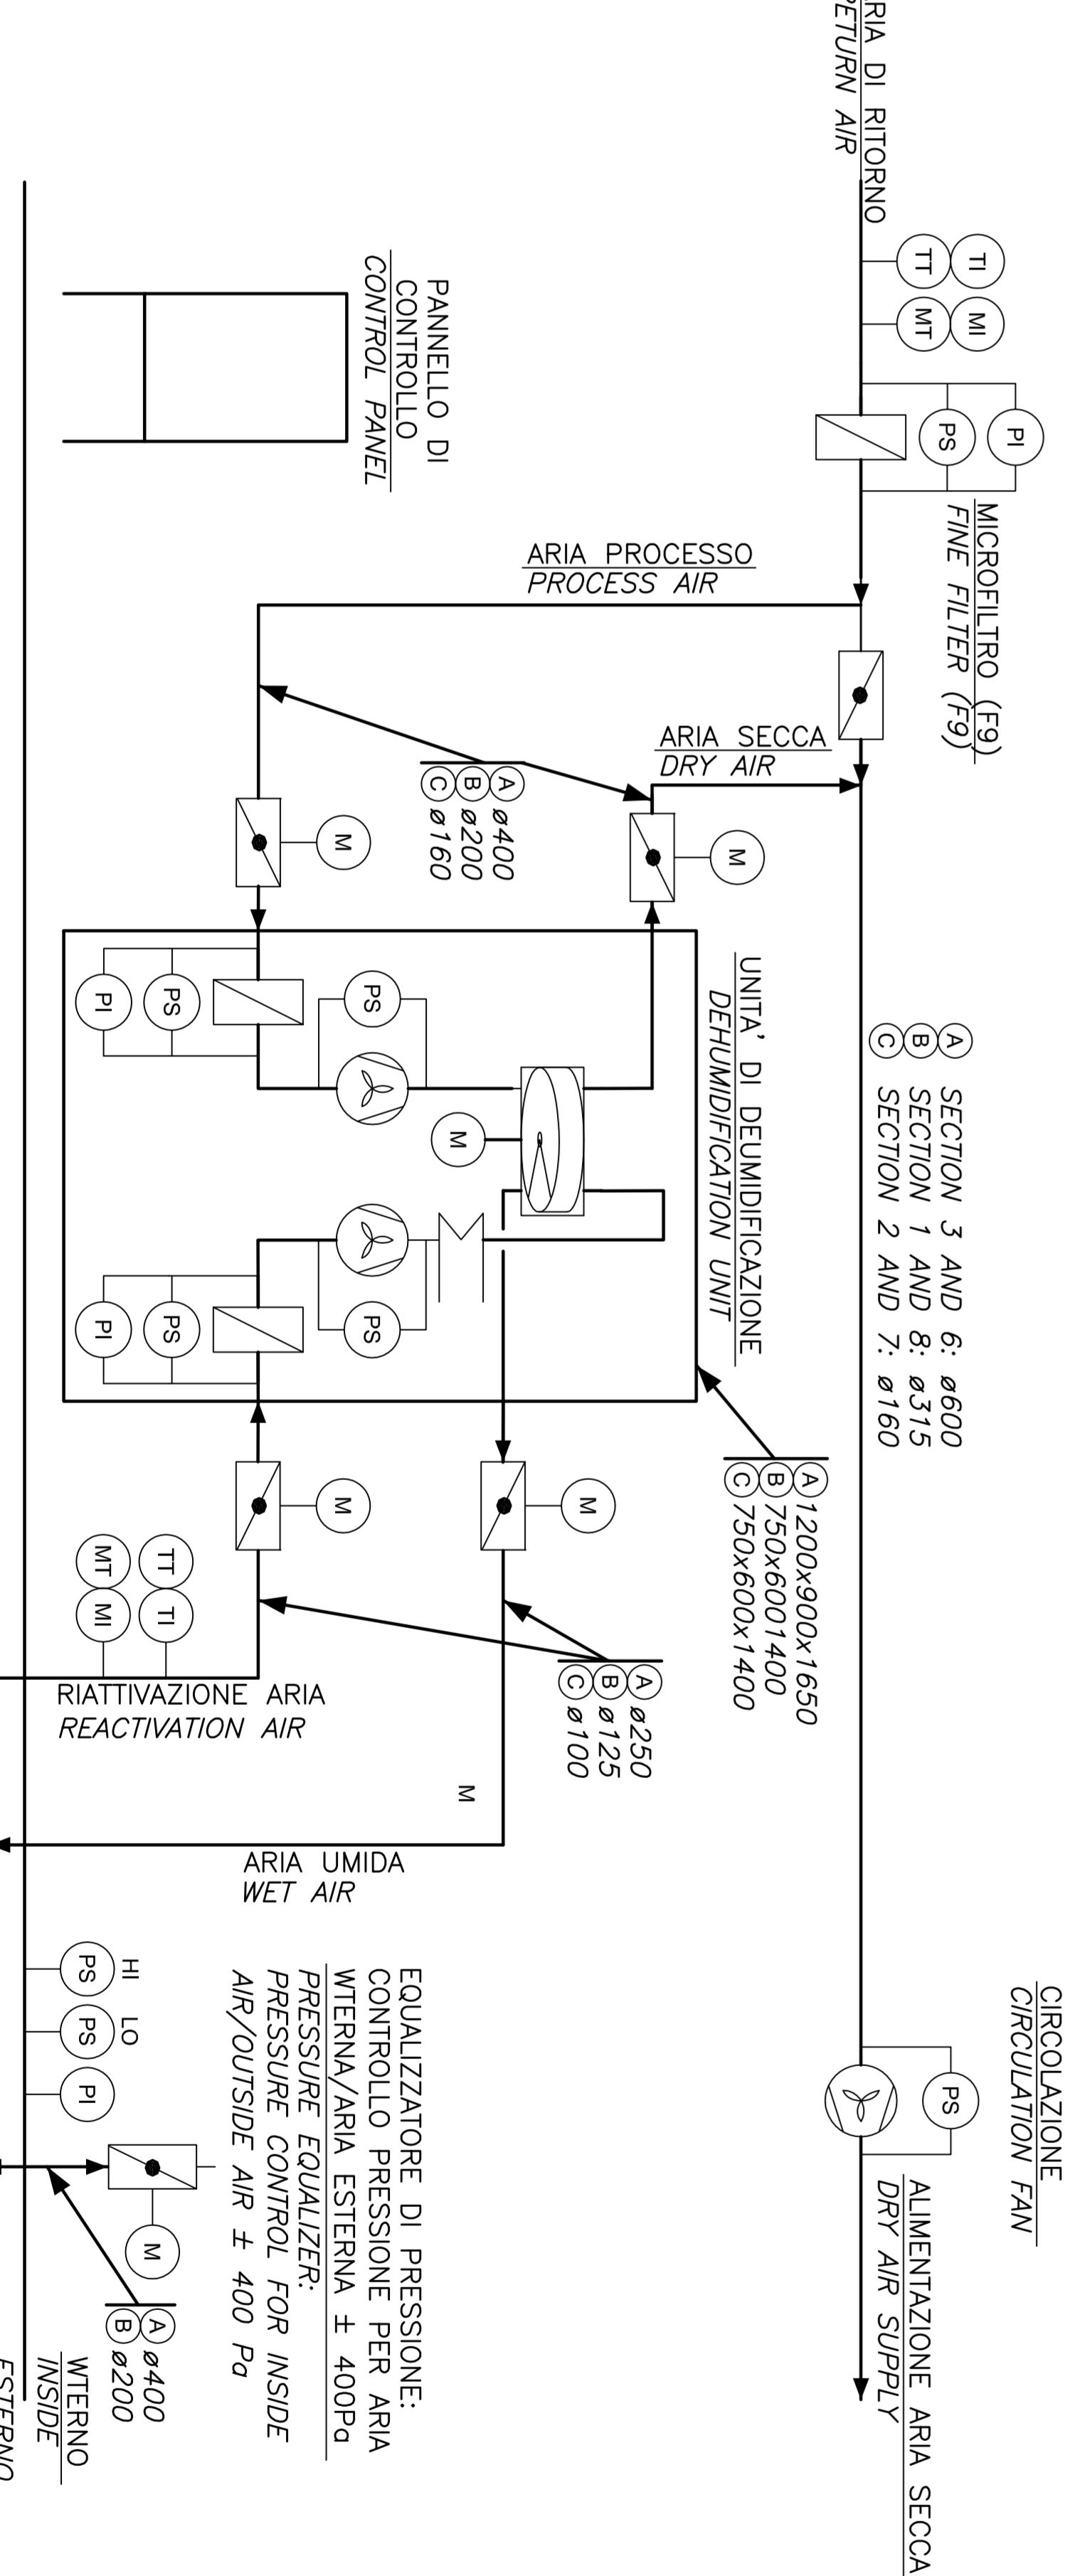 ARIA DI RITORNO
RETURN AIR
TI
TT
MI
MT
PI
PS
MICROFILTRO (F9)
FINE FILTER (F9)
A SECTION 3 AND 6: ø600
B SECTION 1 AND 8: ø315
C SECTION 2 AND 7: ø160
CIRCOLAZIONE
CIRCULATION FAN
PS
ALIMENTAZIONE ARIA SECCA
DRY AIR SUPPLY
PANNELLO DI
CONTROLLO
CONTROL PANEL
ARIA PROCESSO
PROCESS AIR
ARIA SECCA
DRY AIR
A ø400
B ø200
C ø160
M
M
UNITA' DI DEUMIDIFICAZIONE
DEHUMIDIFICATION UNIT
A 1200x900x1650
B 750x6001400
C 750x600x1400
PS
M
PS
PS
PI
PS
PI
M
M
A ø250
B ø125
C ø100
TT
TI
MT
MI
RIATTIVAZIONE ARIA
REACTIVATION AIR
M
ARIA UMIDA
WET AIR
EQUALIZZATORE DI PRESSIONE:
CONTROLLO PRESSIONE PER ARIA
WTERNA/ARIA ESTERNA ± 400Pa
PRESSURE EQUALIZER:
PRESSURE CONTROL FOR INSIDE
AIR/OUTSIDE AIR ± 400 Pa
HI
LO
PS
PS
PI
M
A ø400
B ø200
WTERNO
INSIDE
ESTERNO